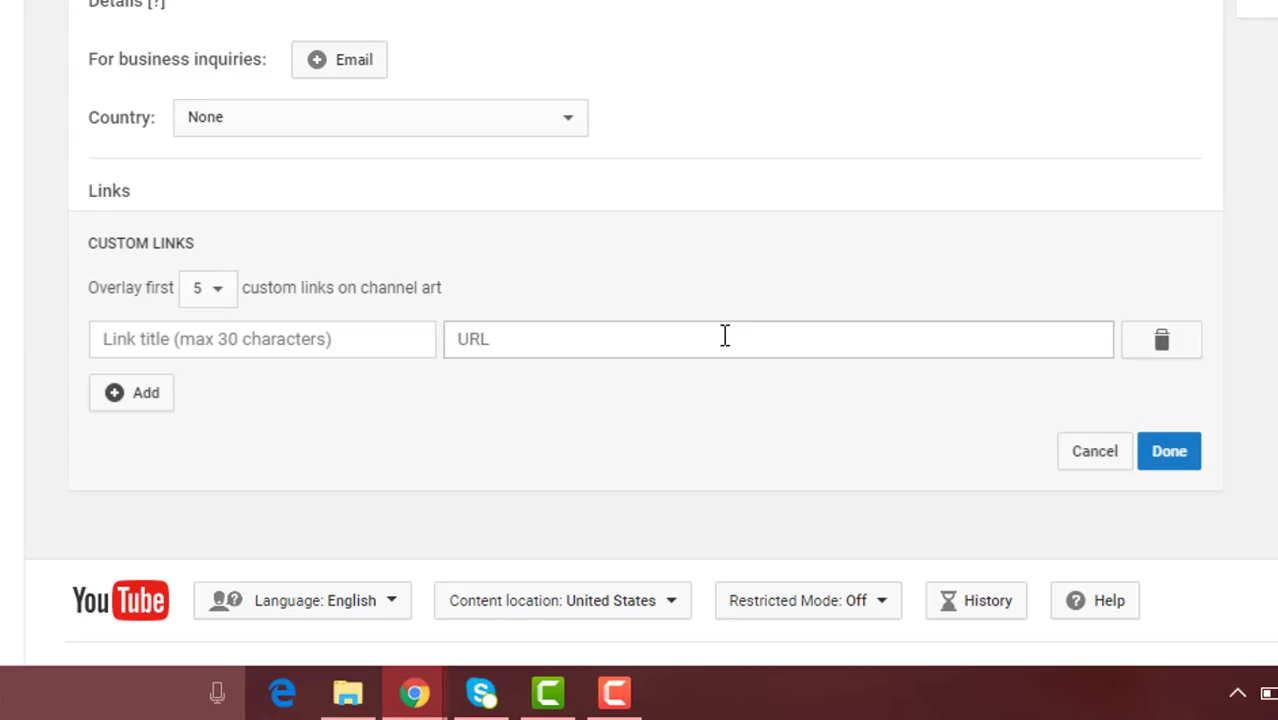 Details [?]
For business inquiries: Email
Country: None
Links
CUSTOM LINKS
Overlay first 5 custom links on channel art
Link title (max 30 characters) URL
Add
Cancel Done
YouTube Language: English Content location: United States Restricted Mode: Off History Help